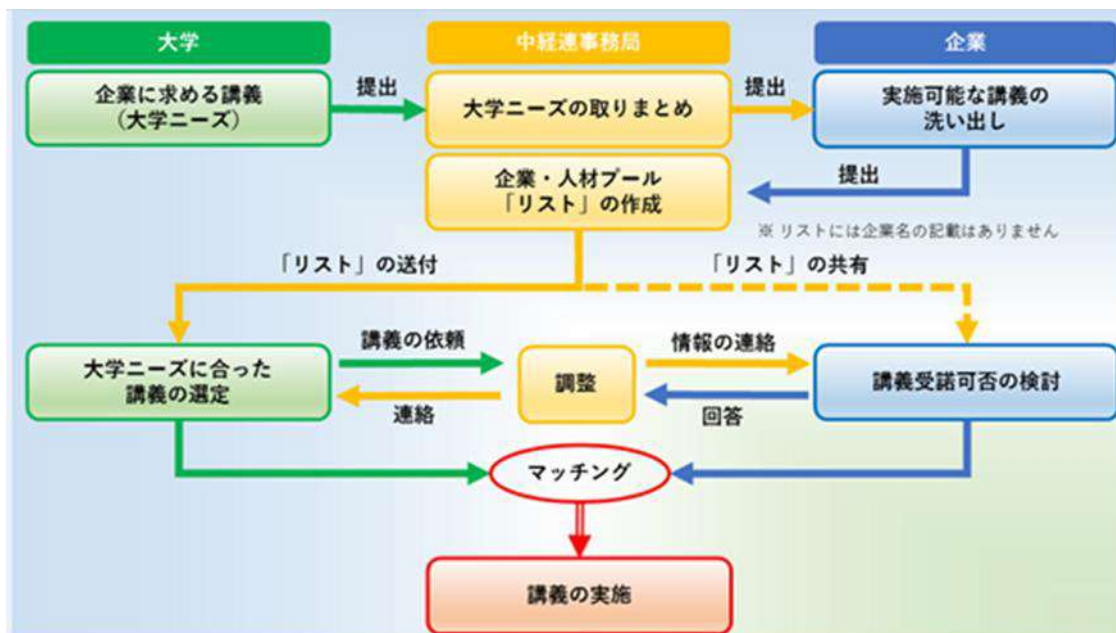 大学
中経連事務局
企業
企業に求める講義
（大学ニーズ）
提出
大学ニーズの取りまとめ
提出
実施可能な講義の
洗い出し
企業・人材プール
「リスト」の作成
提出
※ リストには企業名の記載はありません
「リスト」の送付
「リスト」の共有
大学ニーズに合った
講義の選定
講義の依頼
連絡
調整
情報の連絡
回答
講義受諾可否の検討
マッチング
講義の実施